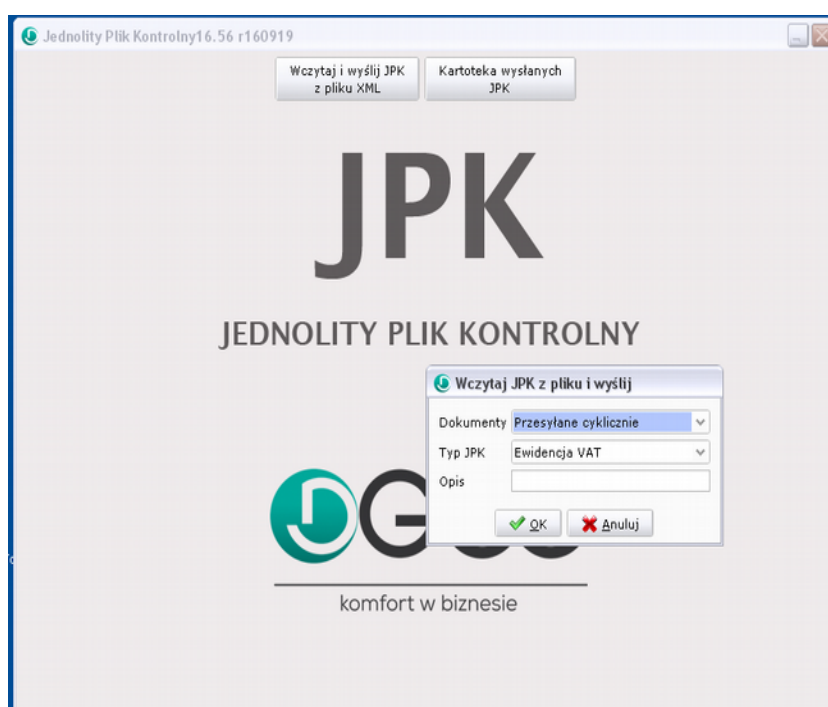 Jednolity Plik Kontrolny16.56 r160919
Wczytaj i wyślij JPK
z pliku XML
Kartoteka wysłanych
JPK
JPK
JEDNOLITY PLIK KONTROLNY
Wczytaj JPK z pliku i wyślij
Dokumenty Przesyłane cyklicznie
Typ JPK Ewidencja VAT
Opis
OK Anuluj
komfort w biznesie